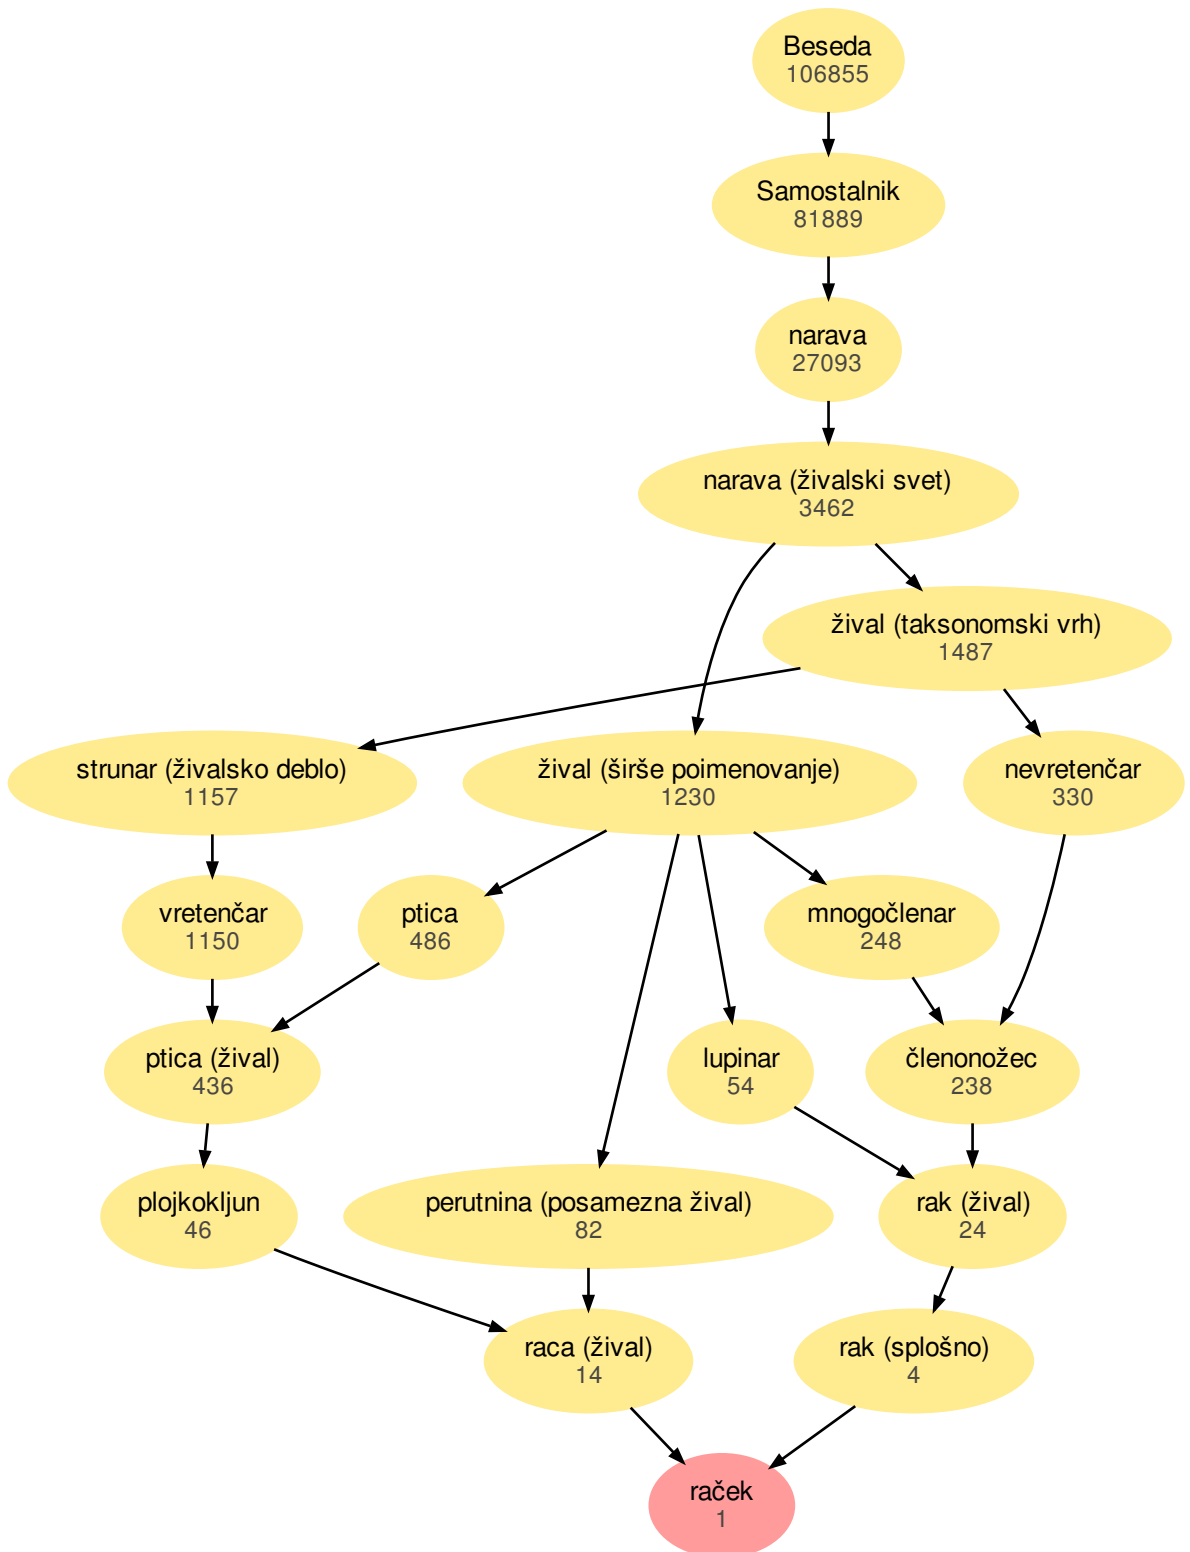 Beseda
106855
Samostalnik
81889
narava
27093
narava (živalski svet)
3462
žival (taksonomski vrh)
1487
strunar (živalsko deblo)
1157
žival (širše poimenovanje)
1230
nevretenčar
330
vretenčar
1150
ptica
486
mnogočlenar
248
ptica (žival)
436
lupinar
54
členonožec
238
plojkokljun
46
perutnina (posamezna žival)
82
rak (žival)
24
raca (žival)
14
rak (splošno)
4
raček
1